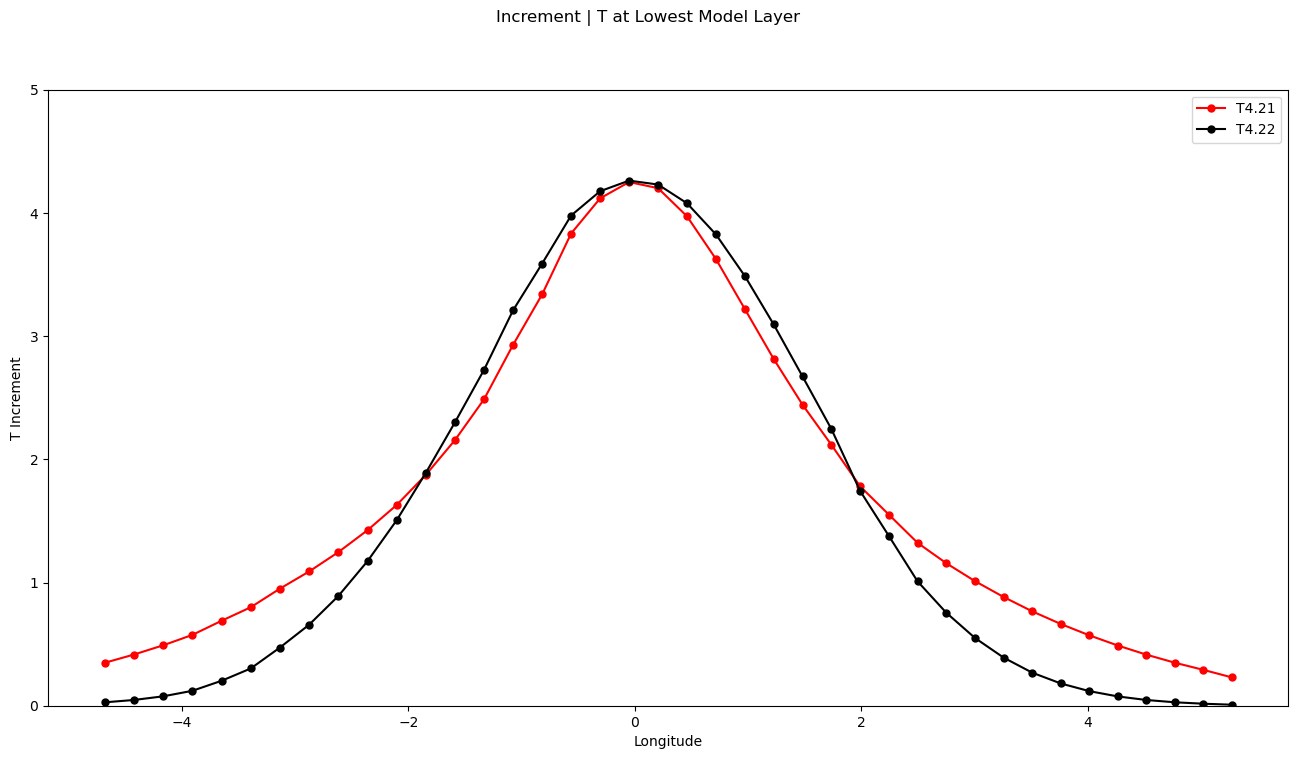 Increment | T at Lowest Model Layer
T4.21
T4.22
T Increment
5
4
3
2
1
0
−4
−2
0
2
4
Longitude